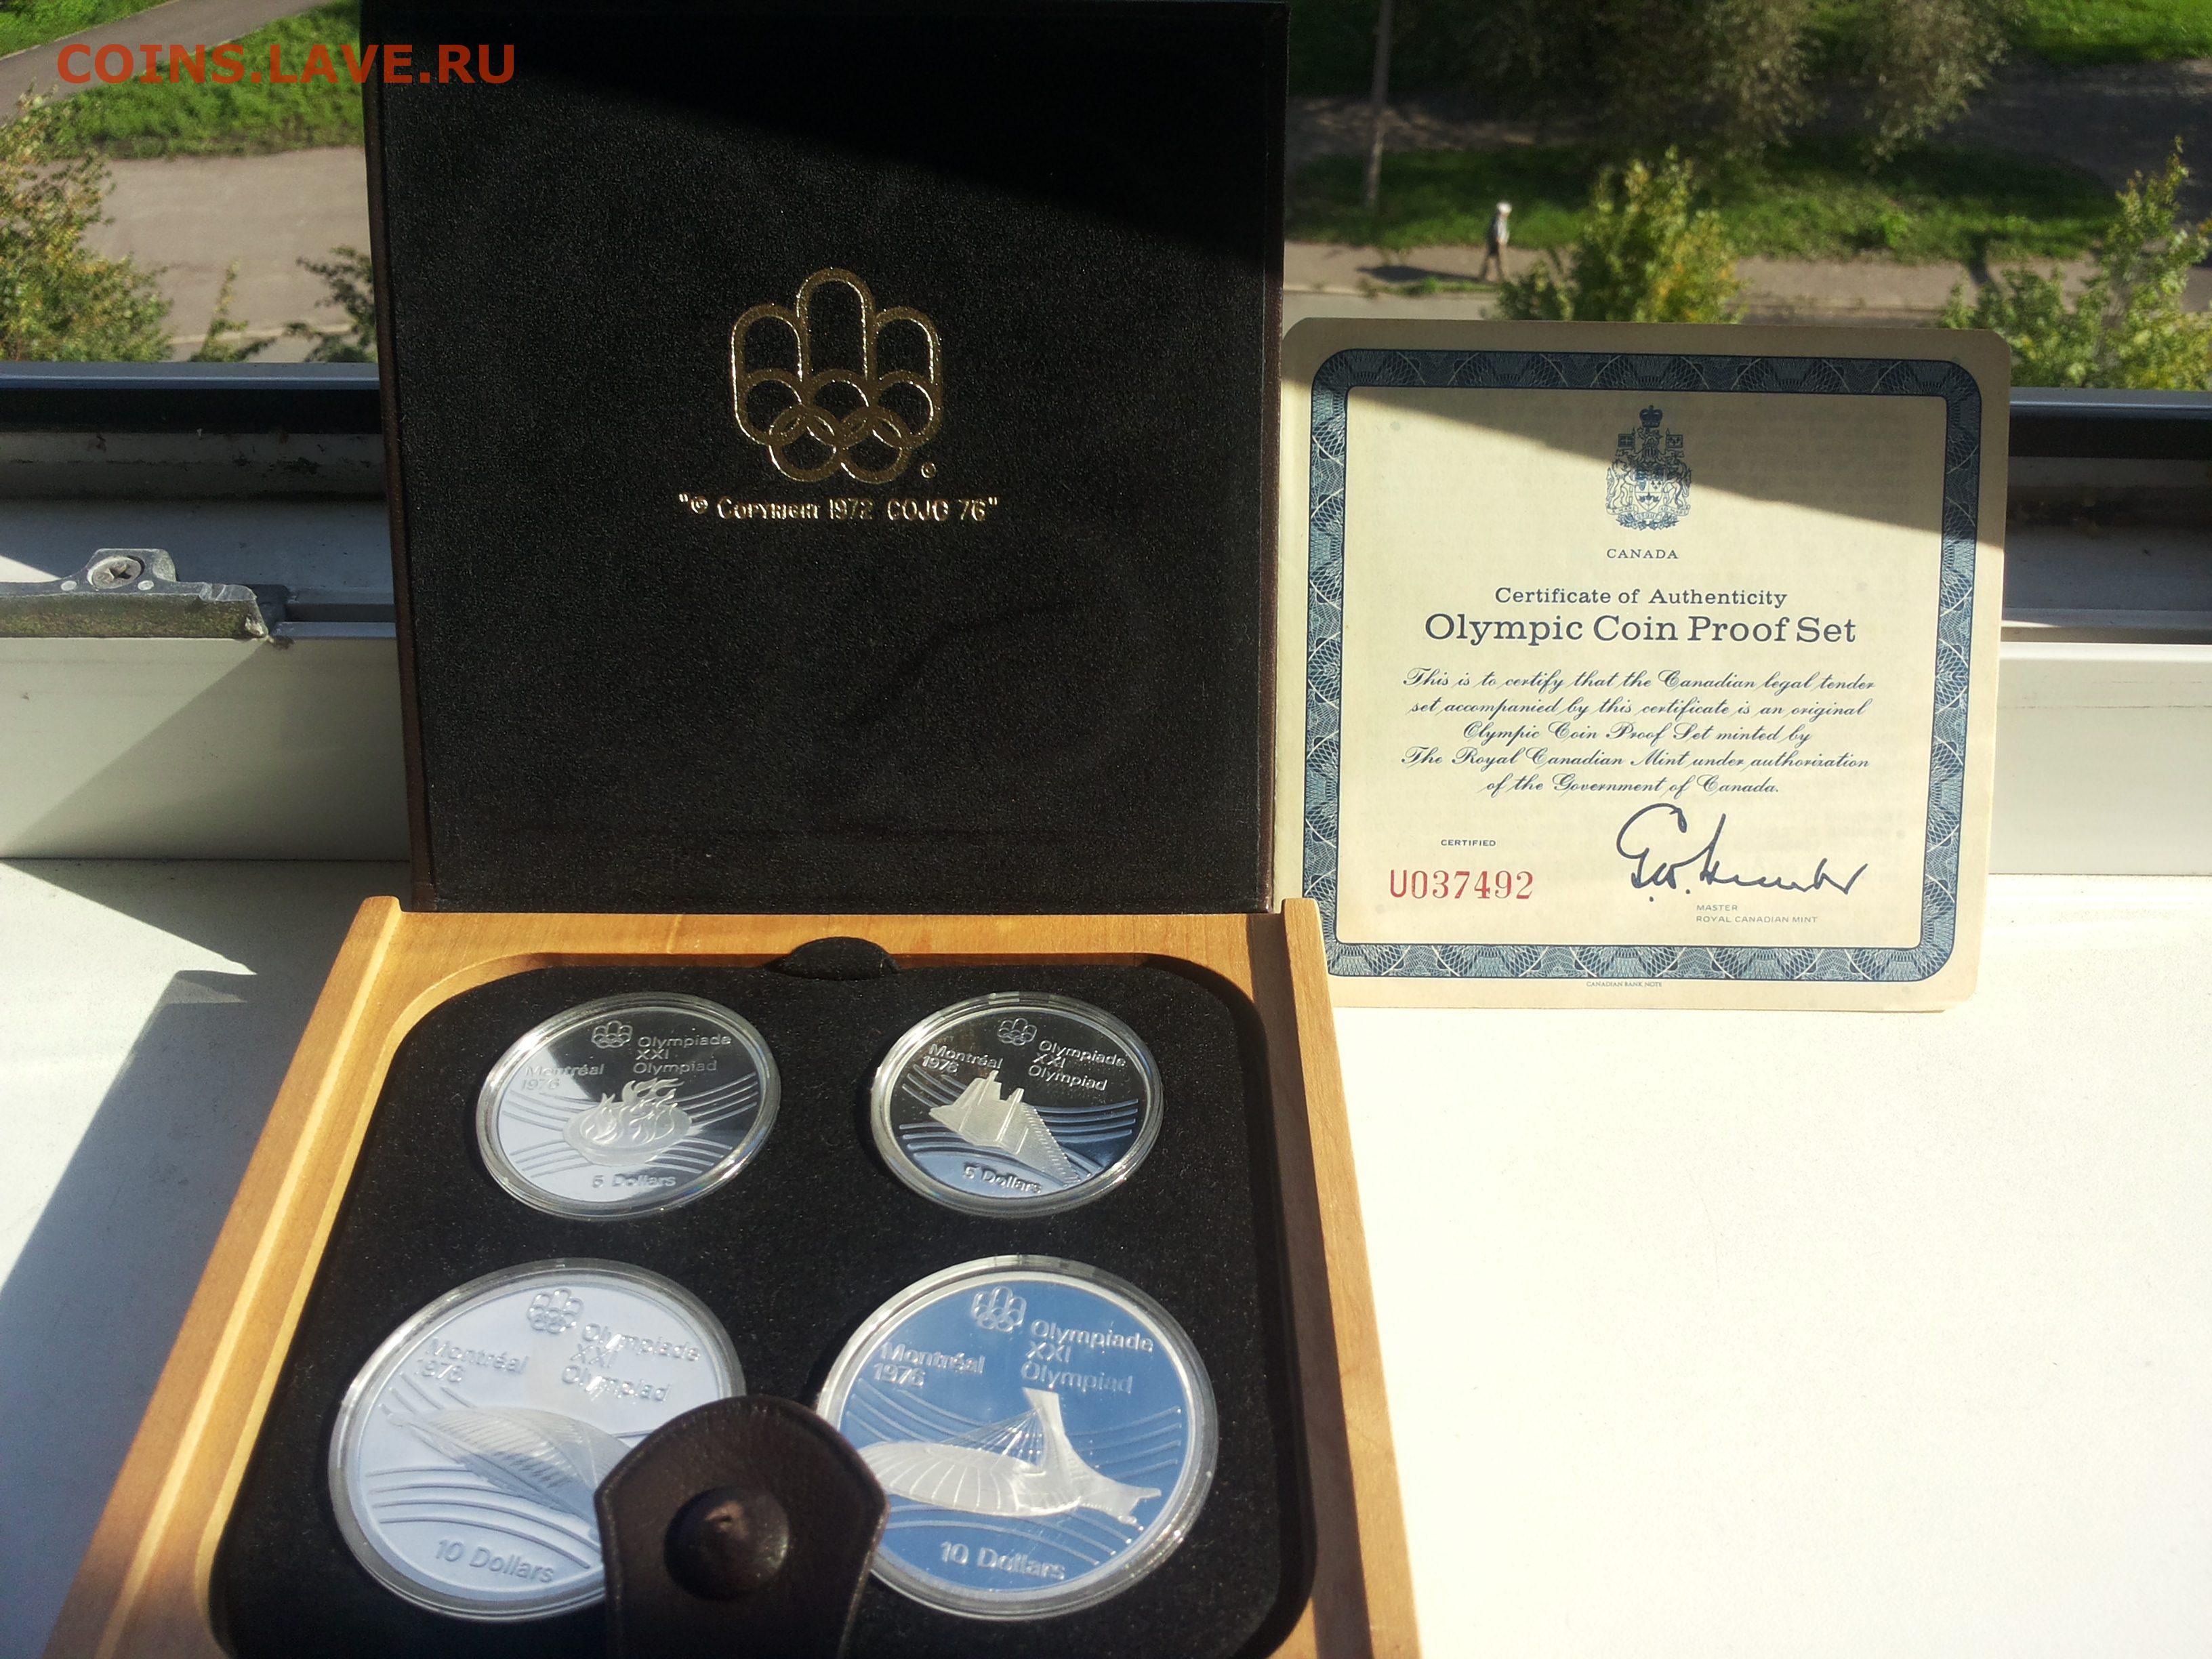 COINS.LAVE.RU
"© Copyright 1972 COJO 76"
©
CANADA
Certificate of Authenticity
Olympic Coin Proof Set
This is to certify that the Canadian legal tender
set accompanied by this certificate is an original
Olympic Coin Proof Set minted by
The Royal Canadian Mint under authorization
of the Government of Canada.
CERTIFIED
U037492
MASTER
ROYAL CANADIAN MINT
CANADIAN BANK NOTE
Olympiade
XXI
Olympiad
Montréal
1976
5 Dollars
Olympiade
XXI
Olympiad
Montréal
1976
5 Dollars
Olympiade
XXI
Olympiad
Montréal
1976
10 Dollars
Olympiade
XXI
Olympiad
Montréal
1976
10 Dollars